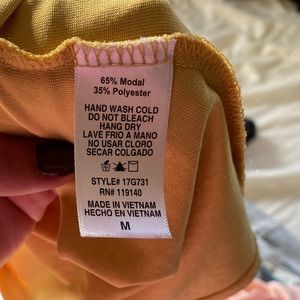 65% Modal
35% Polyester
HAND WASH COLD
DO NOT BLEACH
HANG DRY
LAVE FRIO A MANO
NO USAR CLORO
SECAR COLGADO
STYLE# 17G731
RN# 119140
MADE IN VIETNAM
HECHO EN VIETNAM
M